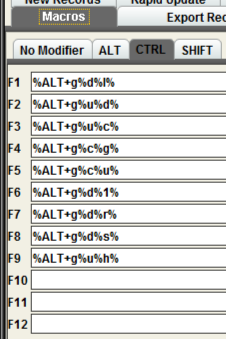 New Records Rapid Update
Macros Export Rec
No Modifier ALT CTRL SHIFT
F1 %ALT+g%d%l%
F2 %ALT+g%u%d%
F3 %ALT+g%u%c%
F4 %ALT+g%c%g%
F5 %ALT+g%c%u%
F6 %ALT+g%d%1%
F7 %ALT+g%d%r%
F8 %ALT+g%d%s%
F9 %ALT+g%u%h%
F10
F11
F12